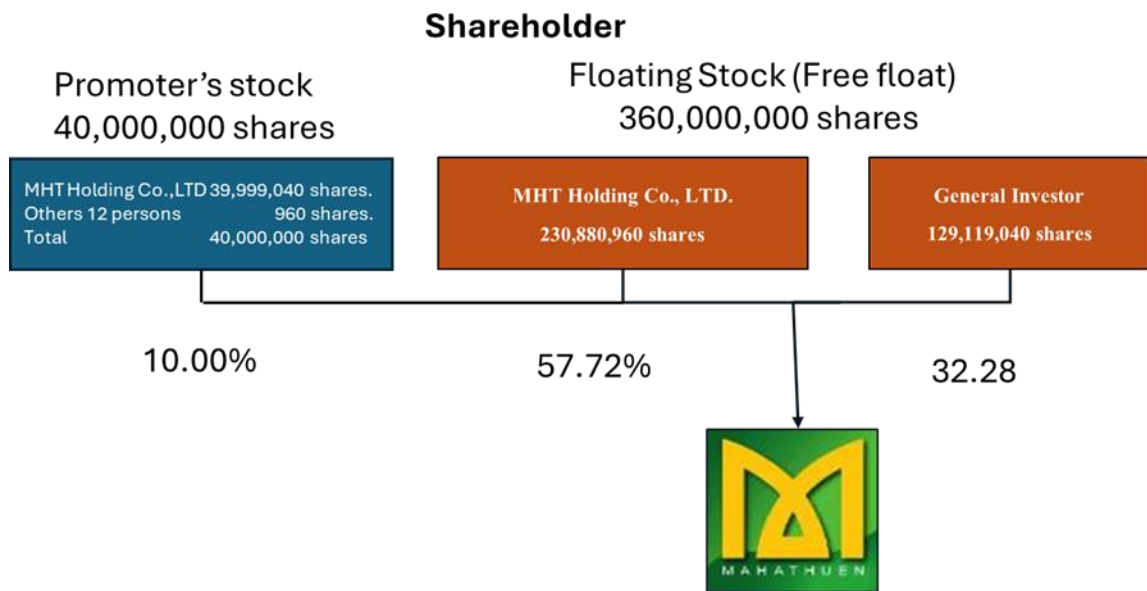 Shareholder
Promoter's stock
40,000,000 shares
Floating Stock (Free float)
360,000,000 shares
MHT Holding Co.,LTD 39,999,040 shares.
Others 12 persons 960 shares.
Total 40,000,000 shares
MHT Holding Co., LTD.
230,880,960 shares
General Investor
129,119,040 shares
10.00%
57.72%
32.28
MAHATHUEN